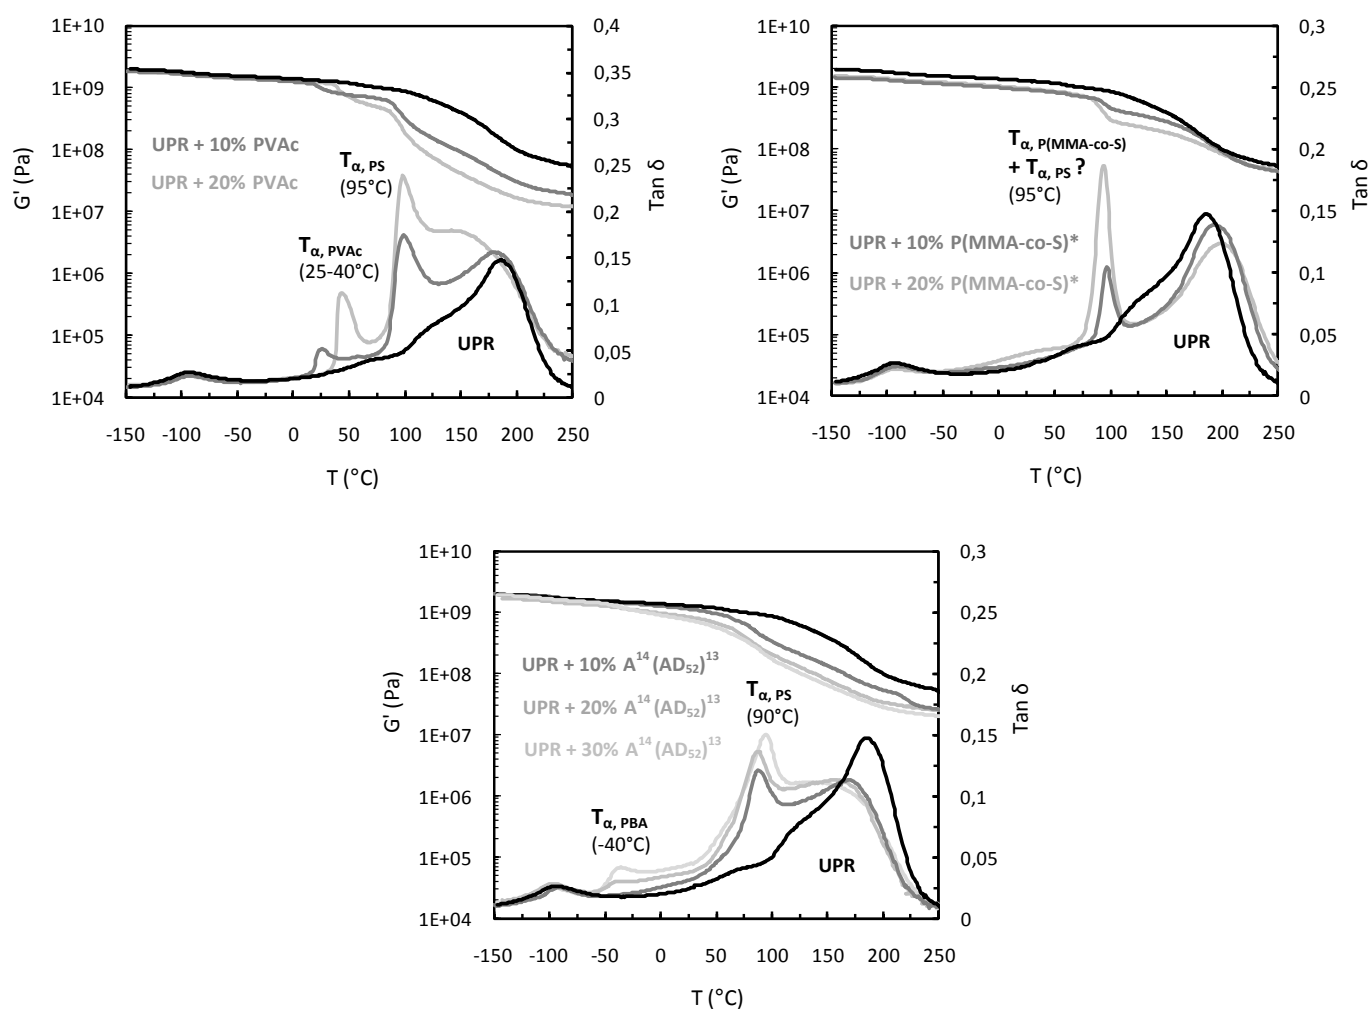 1E+10
1E+09
1E+08
1E+07
1E+06
1E+05
1E+04
G' (Pa)
0,4
0,35
0,3
0,25
0,2
0,15
0,1
0,05
0
Tan δ
UPR + 10% PVAc
UPR + 20% PVAc
Tα, PS
(95°C)
Tα, PVAc
(25-40°C)
UPR
-150 -100 -50 0 50 100 150 200 250
T (°C)
1E+10
1E+09
1E+08
1E+07
1E+06
1E+05
1E+04
G' (Pa)
0,3
0,25
0,2
0,15
0,1
0,05
0
Tan δ
Tα, P(MMA-co-S)
+ Tα, PS ?
(95°C)
UPR + 10% P(MMA-co-S)*
UPR + 20% P(MMA-co-S)*
UPR
-150 -100 -50 0 50 100 150 200 250
T (°C)
1E+10
1E+09
1E+08
1E+07
1E+06
1E+05
1E+04
G' (Pa)
0,3
0,25
0,2
0,15
0,1
0,05
0
Tan δ
UPR + 10% A¹⁴(AD₅₂)¹³
UPR + 20% A¹⁴(AD₅₂)¹³
UPR + 30% A¹⁴(AD₅₂)¹³
Tα, PS
(90°C)
Tα, PBA
(-40°C)
UPR
-150 -100 -50 0 50 100 150 200 250
T (°C)